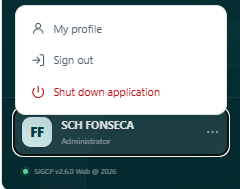 My profile
Sign out
Shut down application
FF
SCH FONSECA
Administrator
SIGCP v2.6.0 Web @ 2026